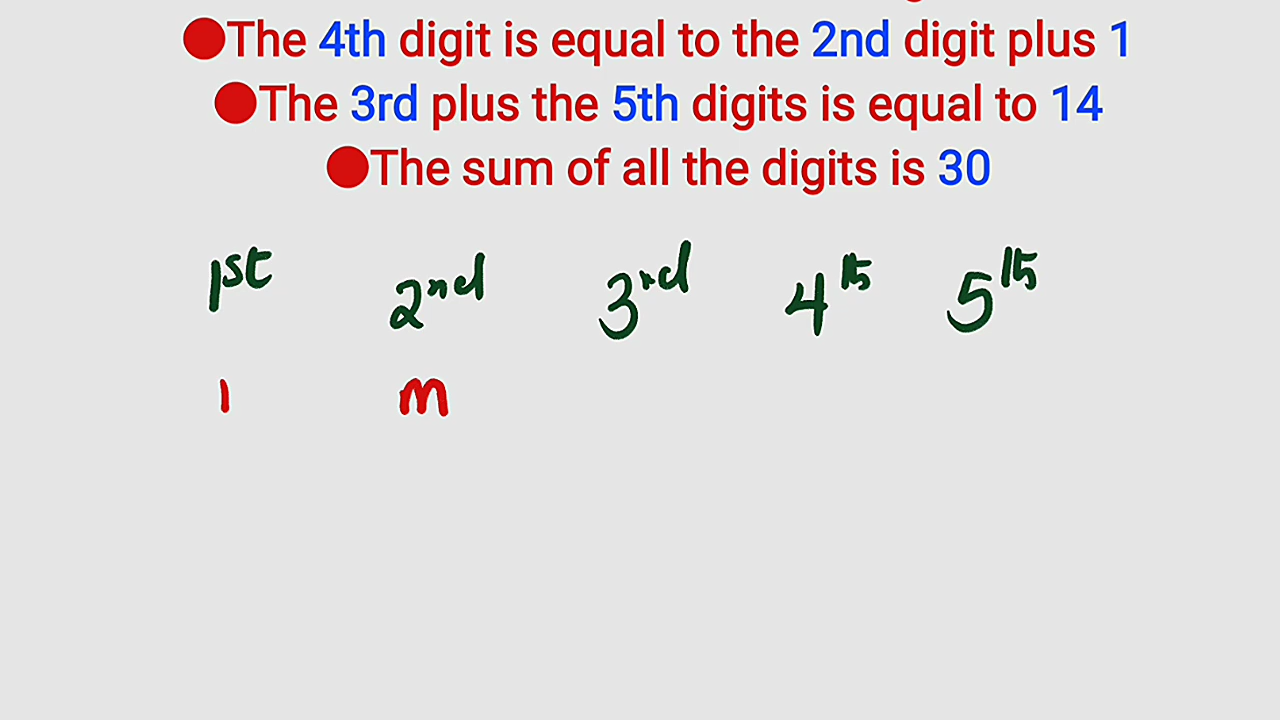 ●The 4th digit is equal to the 2nd digit plus 1
●The 3rd plus the 5th digits is equal to 14
●The sum of all the digits is 30
1st 2nd 3rd 4th 5th
1 m